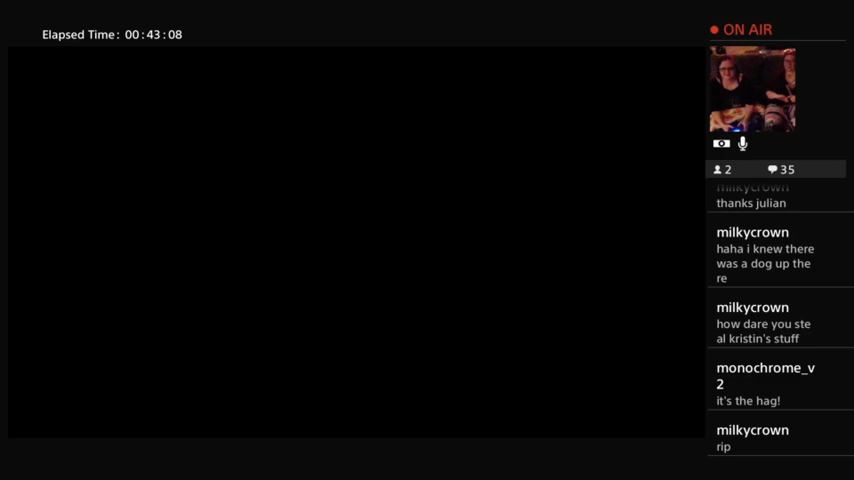 Elapsed Time: 00:43:08
ON AIR
2 35
milkycrown
thanks julian
milkycrown
haha i knew there
was a dog up the
re
milkycrown
how dare you ste
al kristin's stuff
monochrome_v
2
it's the hag!
milkycrown
rip